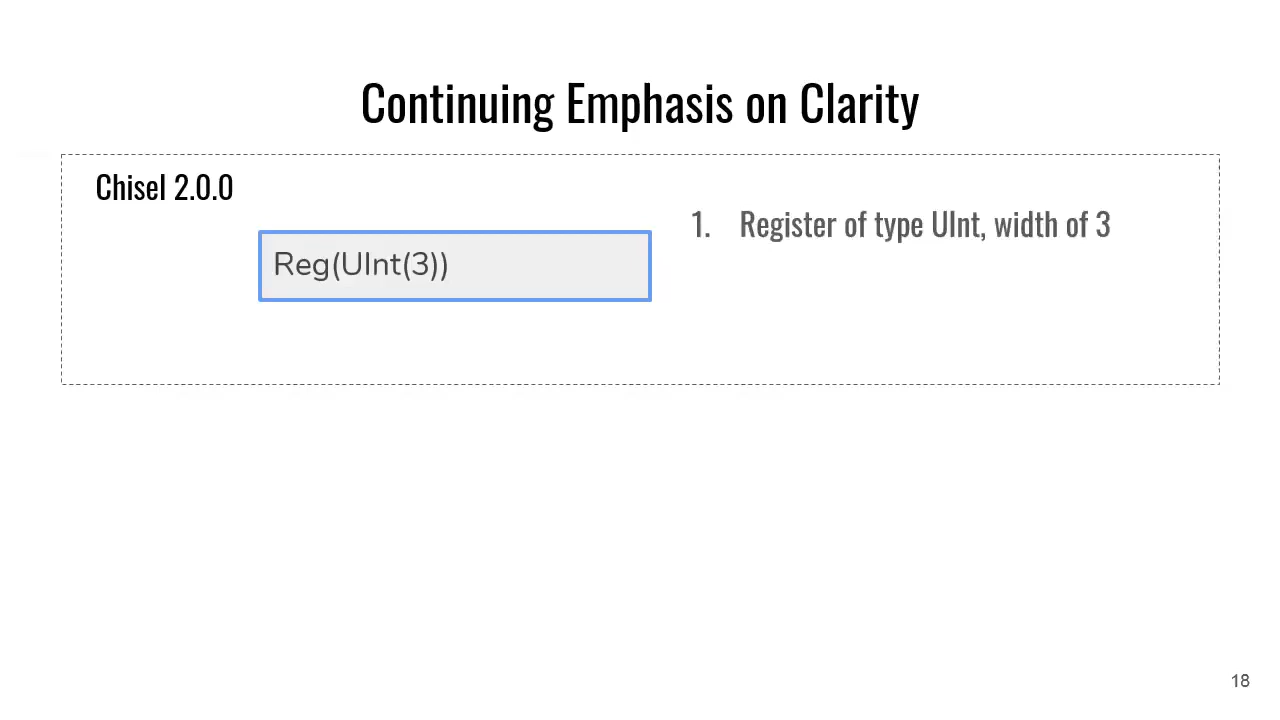 Continuing Emphasis on Clarity
Chisel 2.0.0
Reg(UInt(3))
1. Register of type UInt, width of 3
18